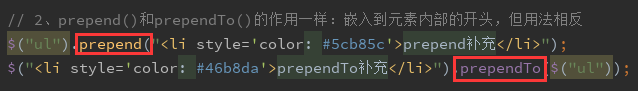 // 2、prepend()和prependTo()的作用一样：嵌入到元素内部的开头，但用法相反
$("ul").prepend("<li style='color: #5cb85c'>prepend补充</li>");
$("<li style='color: #46b8da'>prependTo补充</li>").prependTo($("ul"));